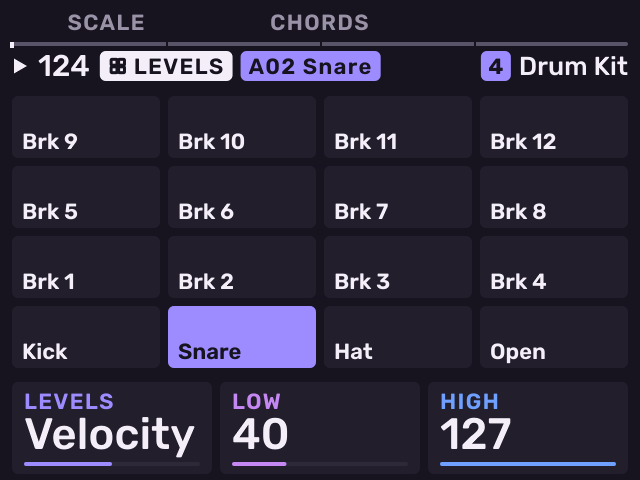 SCALE CHORDS
124 LEVELS A02 Snare 4 Drum Kit
Brk 9 Brk 10 Brk 11 Brk 12
Brk 5 Brk 6 Brk 7 Brk 8
Brk 1 Brk 2 Brk 3 Brk 4
Kick Snare Hat Open
LEVELS LOW HIGH
Velocity 40 127